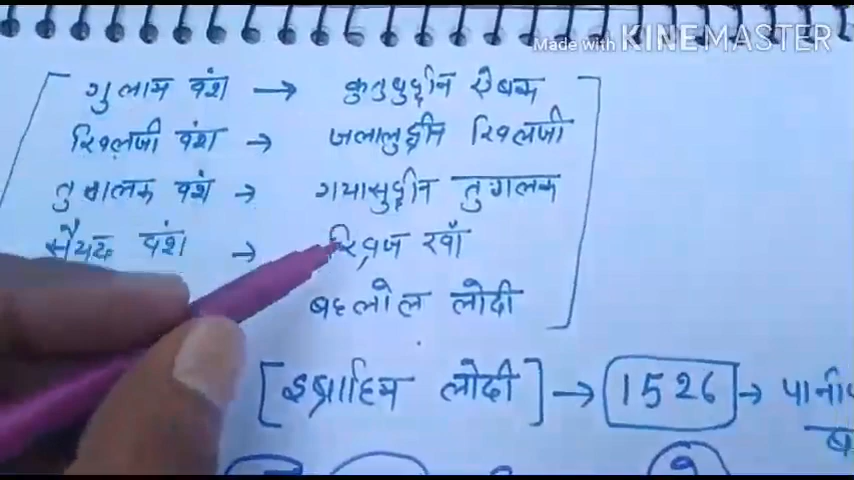 Made with KINEMASTER
गुलाम वंश → कुतुबुद्दीन ऐबक
खिलजी वंश → जलालुद्दीन खिलजी
तुगलक वंश → गयासुद्दीन तुगलक
सैयद वंश → खिज्र खाँ
बहलोल लोदी
[इब्राहिम लोदी] → 1526 →